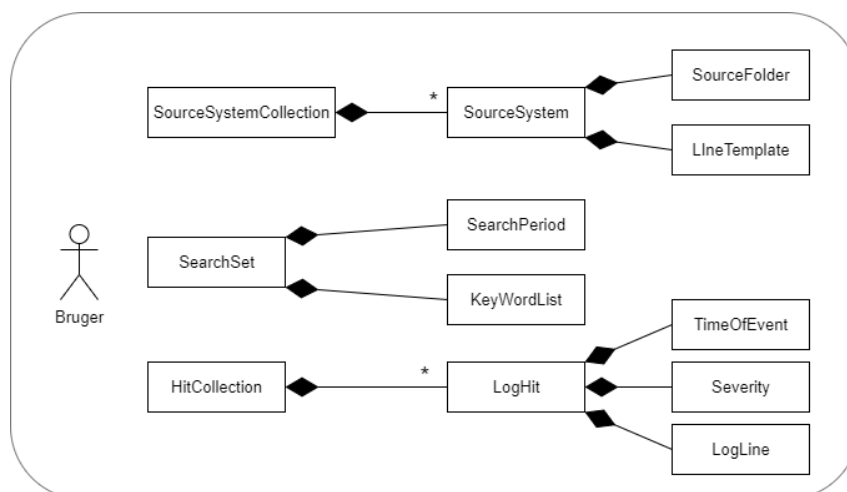 SourceFolder
SourceSystemCollection
*
SourceSystem
LIneTemplate
SearchPeriod
SearchSet
KeyWordList
Bruger
TimeOfEvent
HitCollection
*
LogHit
Severity
LogLine